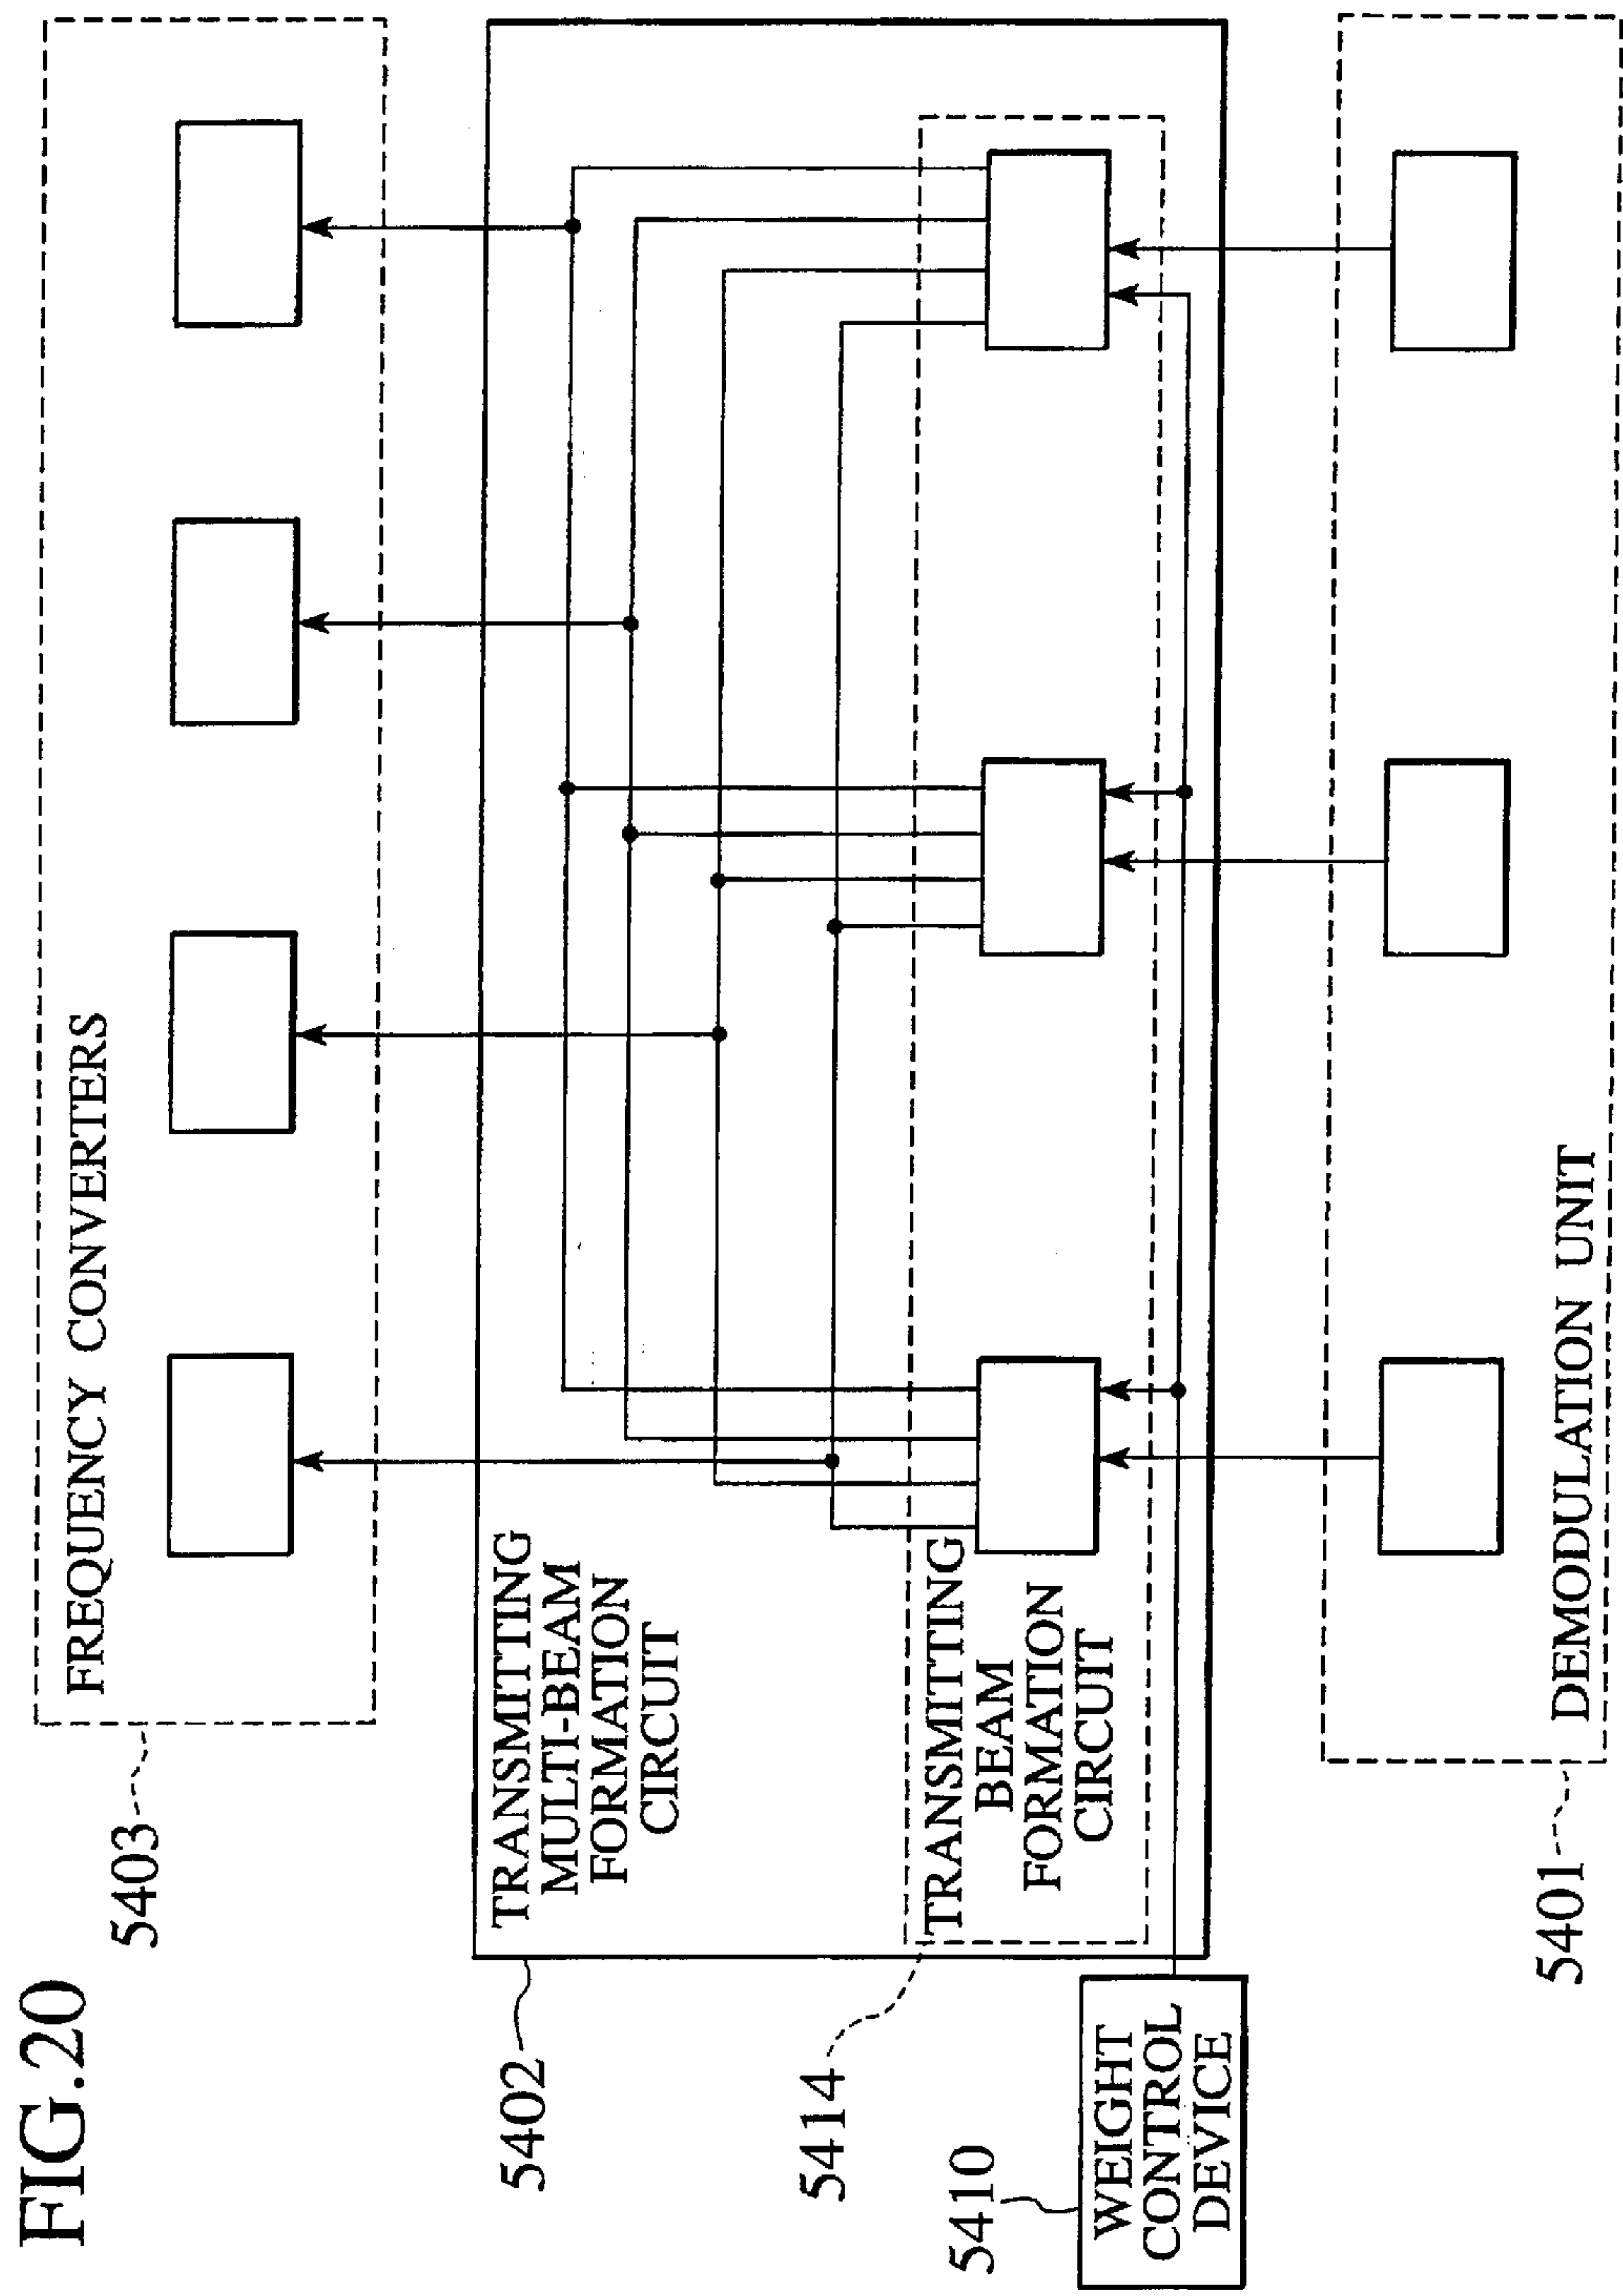 FIG.20
5403
FREQUENCY CONVERTERS
5402
TRANSMITTING
MULTI-BEAM
FORMATION
CIRCUIT
5414
TRANSMITTING
BEAM
FORMATION
CIRCUIT
5410
WEIGHT
CONTROL
DEVICE
5401
DEMODULATION UNIT